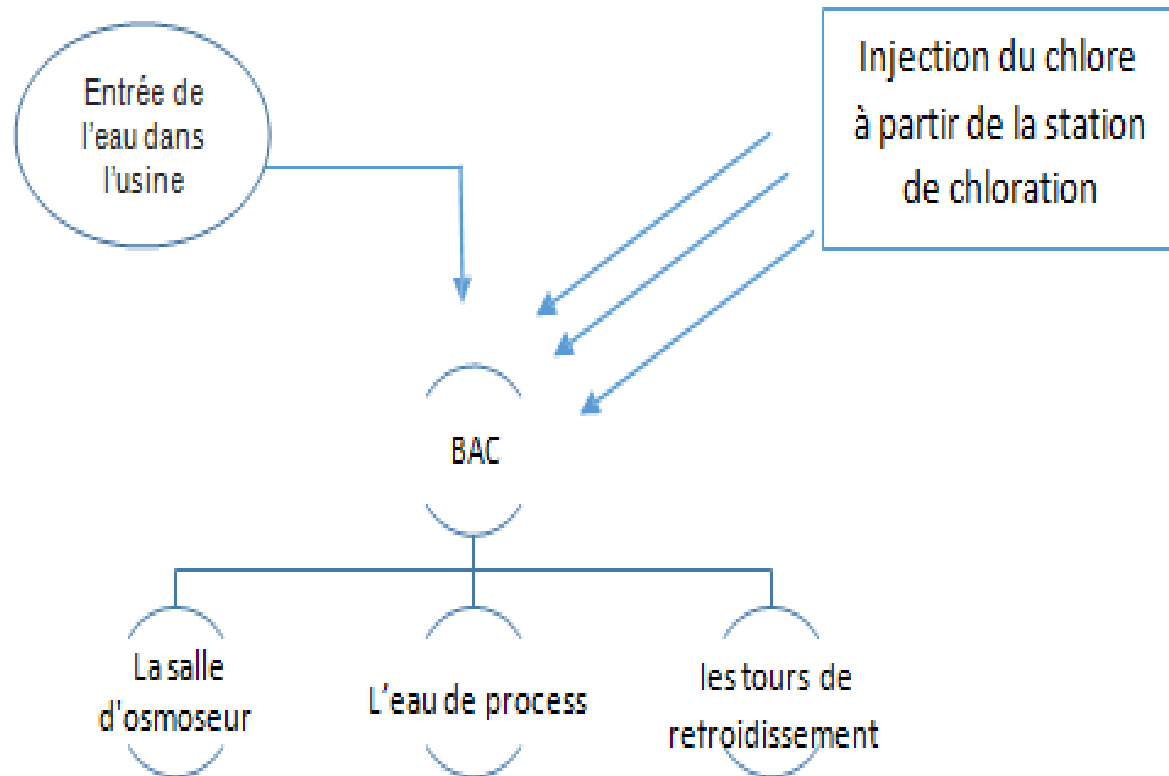 Entrée de
l'eau dans
l'usine
Injection du chlore
à partir de la station
de chloration
BAC
La salle
d'osmoseur
L'eau de process
les tours de
retroidissement